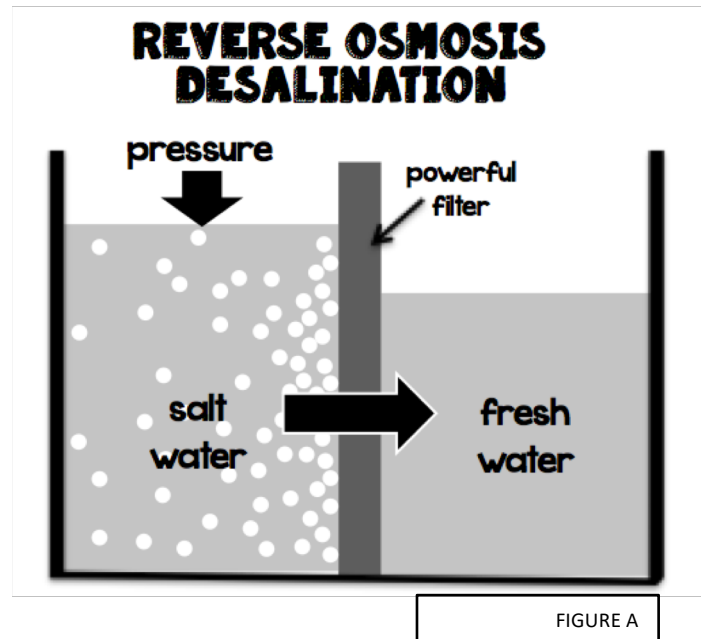 REVERSE OSMOSIS
DESALINATION
pressure
powerful
filter
salt
water
fresh
water
FIGURE A